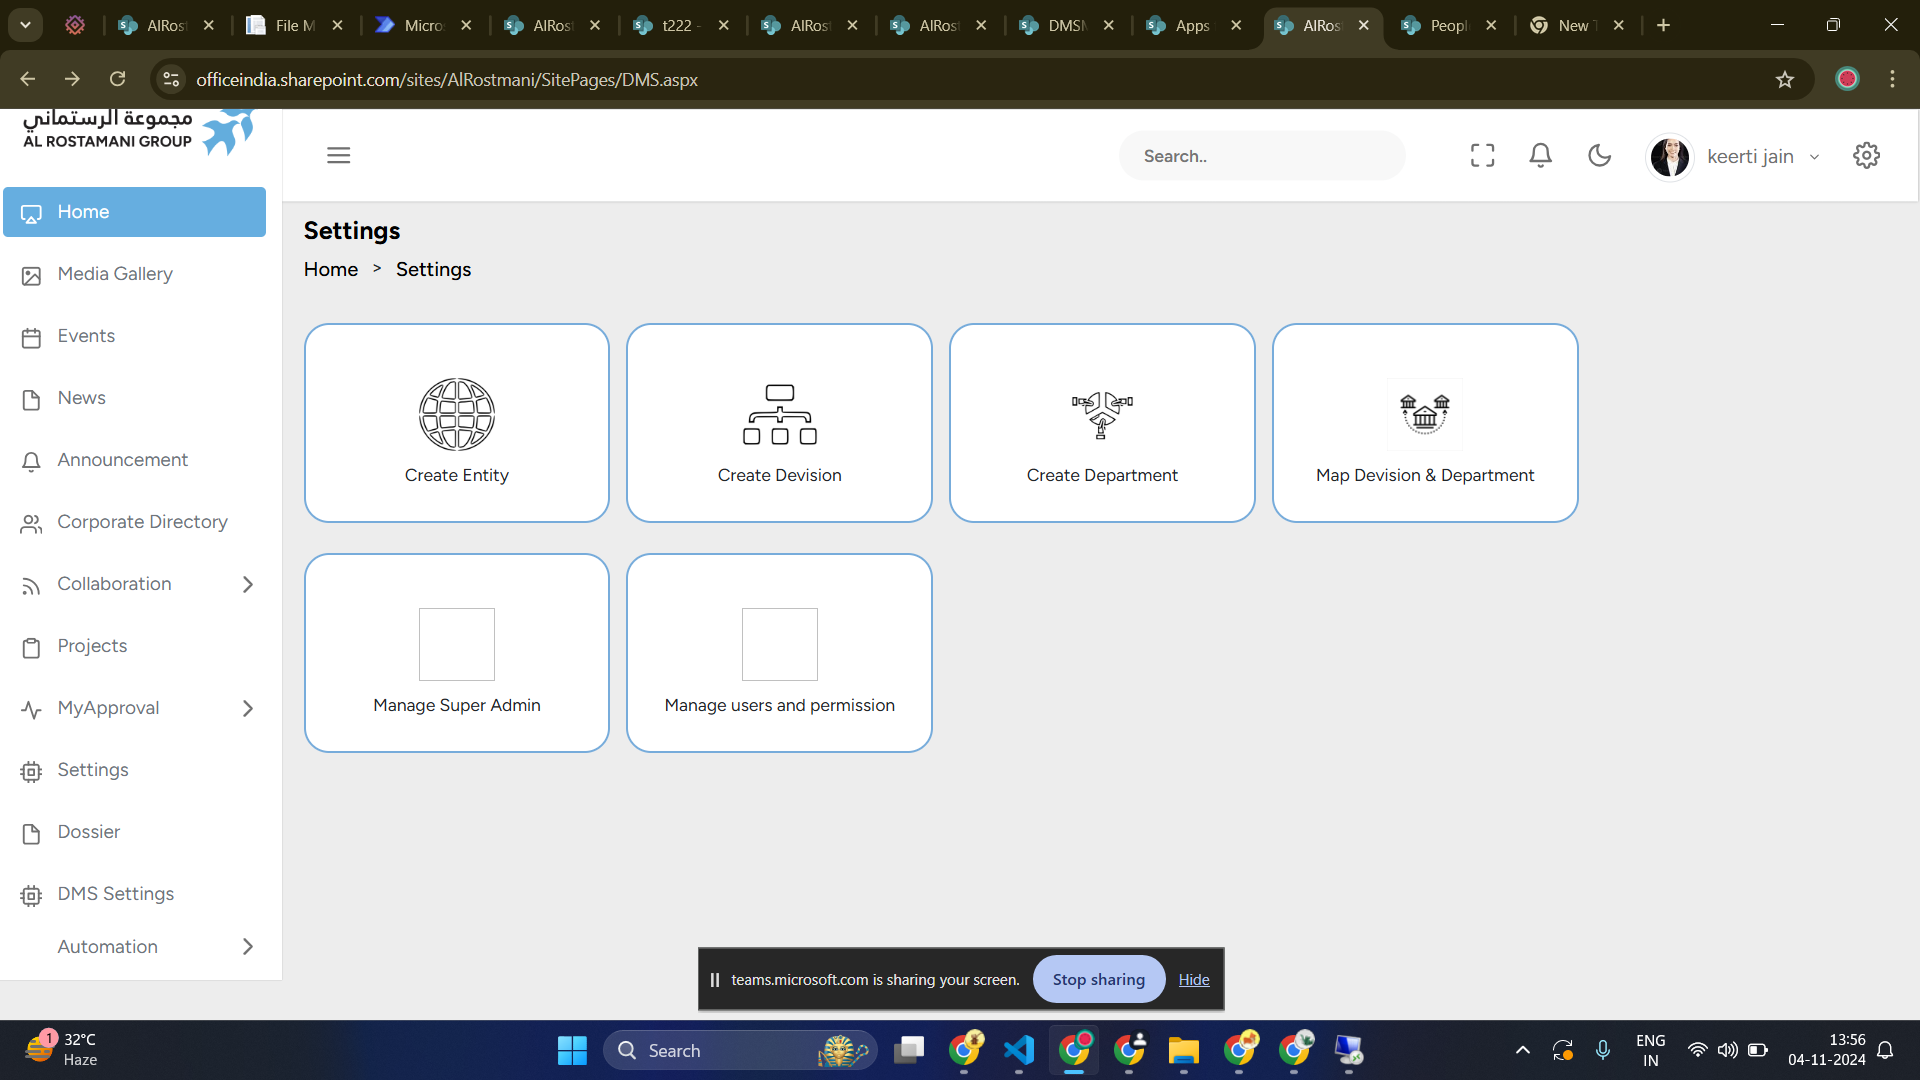 AlRos
File M
Micro
AlRos
t222 -
AlRos
AlRos
DMSM
Apps
AlRos
Peopl
New T
officeindia.sharepoint.com/sites/AlRostmani/SitePages/DMS.aspx
مجموعة الرستماني
AL ROSTAMANI GROUP
Search..
keerti jain
Home
Media Gallery
Events
News
Announcement
Corporate Directory
Collaboration
Projects
MyApproval
Settings
Dossier
DMS Settings
Automation
Settings
Home > Settings
Create Entity
Create Devision
Create Department
Map Devision & Department
Manage Super Admin
Manage users and permission
teams.microsoft.com is sharing your screen.
Stop sharing
Hide
1
32°C
Haze
Search
ENG
IN
13:56
04-11-2024